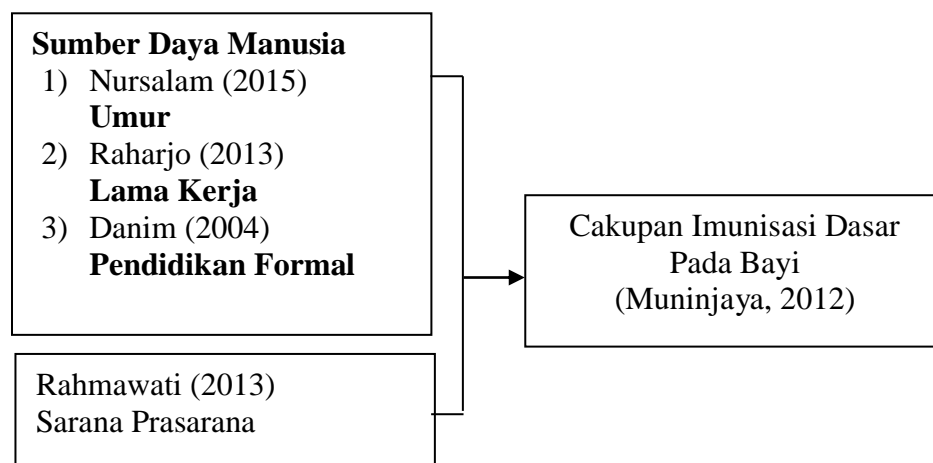 Sumber Daya Manusia
1) Nursalam (2015)
Umur
2) Raharjo (2013)
Lama Kerja
3) Danim (2004)
Pendidikan Formal
Cakupan Imunisasi Dasar
Pada Bayi
(Muninjaya, 2012)
Rahmawati (2013)
Sarana Prasarana